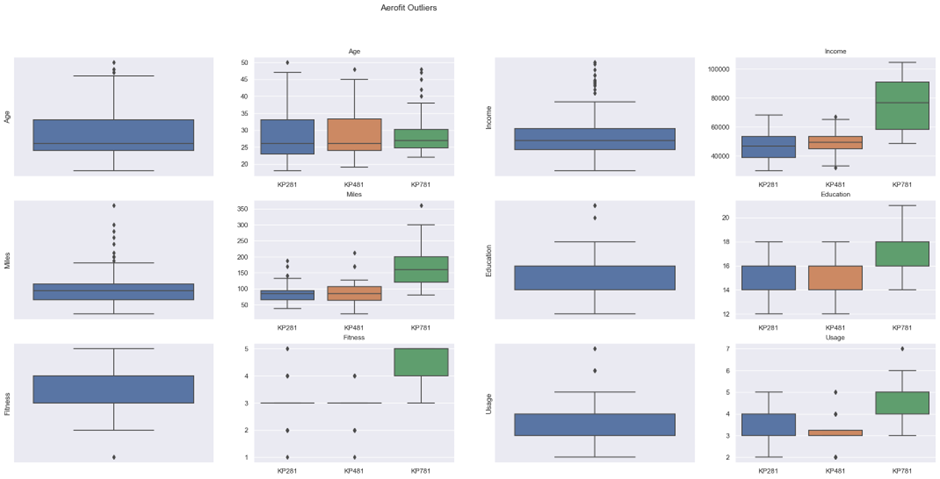 Aerofit Outliers
Age
Age
50
45
40
35
30
25
20
KP281 KP481 KP781
Income
Income
100000
80000
60000
40000
KP281 KP481 KP781
Miles
Miles
350
300
250
200
150
100
50
KP281 KP481 KP781
Education
Education
20
18
16
14
12
KP281 KP481 KP781
Fitness
Fitness
5
4
3
2
1
KP281 KP481 KP781
Usage
Usage
7
6
5
4
3
2
KP281 KP481 KP781